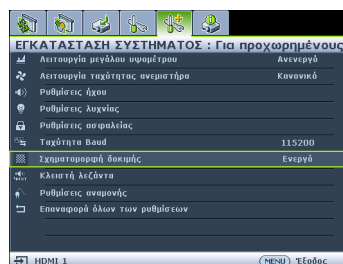 ΕΓΚΑΤΑΣΤΑΣΗ ΣΥΣΤΗΜΑΤΟΣ : Για προχωρημένους
Λειτουργία μεγάλου υψομέτρου Ανενεργό
Λειτουργία ταχύτητας ανεμιστήρα Κανονικό
Ρυθμίσεις ήχου
Ρυθμίσεις λυχνίας
Ρυθμίσεις ασφαλείας
Ταχύτητα Baud 115200
Σχηματομορφή δοκιμής Ενεργό
Κλειστή λεζάντα
Ρυθμίσεις αναμονής
Επαναφορά όλων των ρυθμίσεων
HDMI 1 MENU Έξοδος